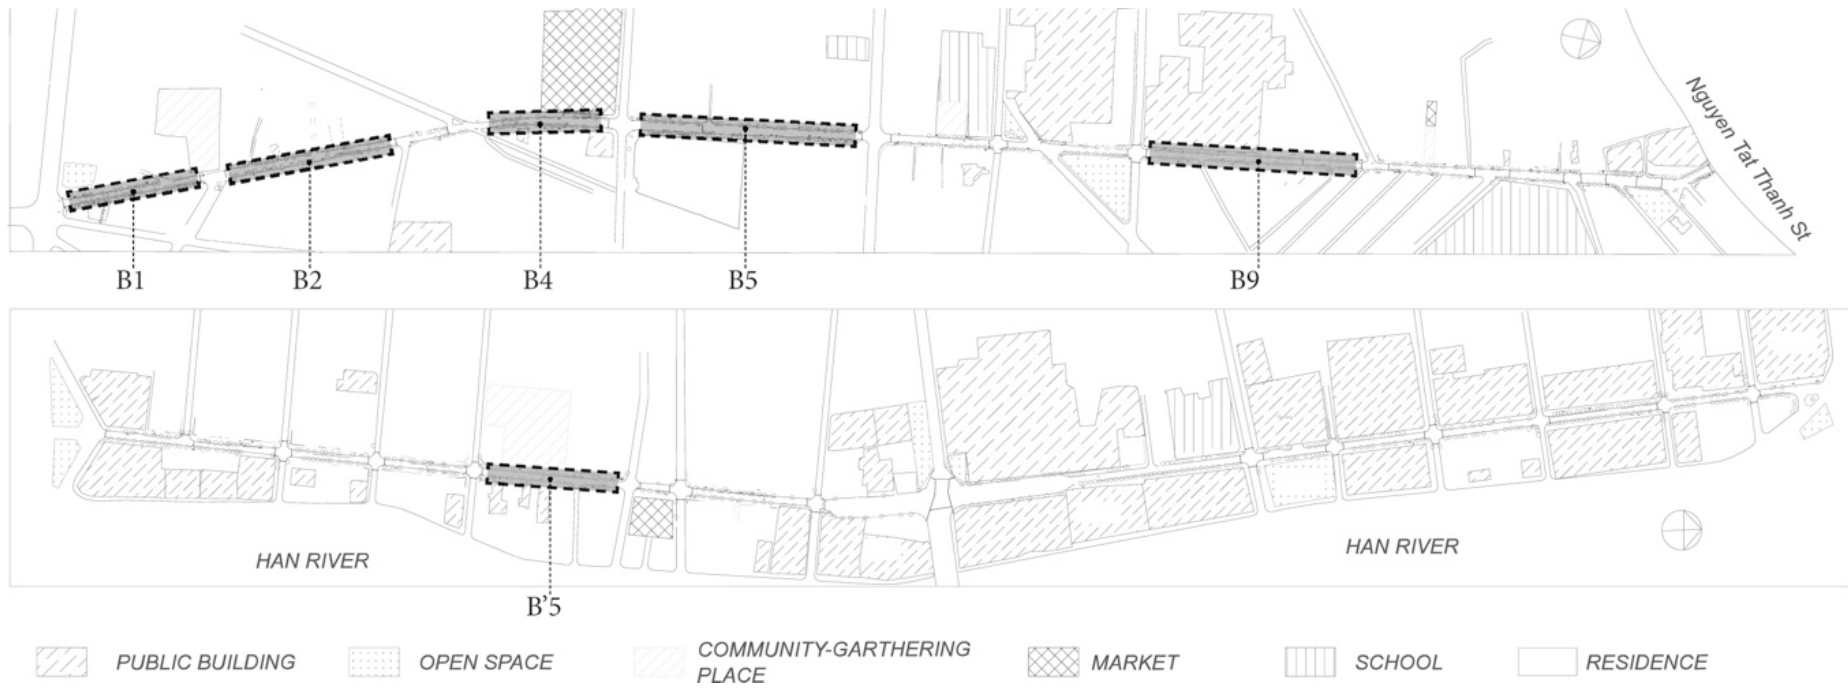 Nguyen Tat Thanh St
B1
B2
B4
B5
B9
HAN RIVER
HAN RIVER
B'5
PUBLIC BUILDING
OPEN SPACE
COMMUNITY-GARTHERING
PLACE
MARKET
SCHOOL
RESIDENCE